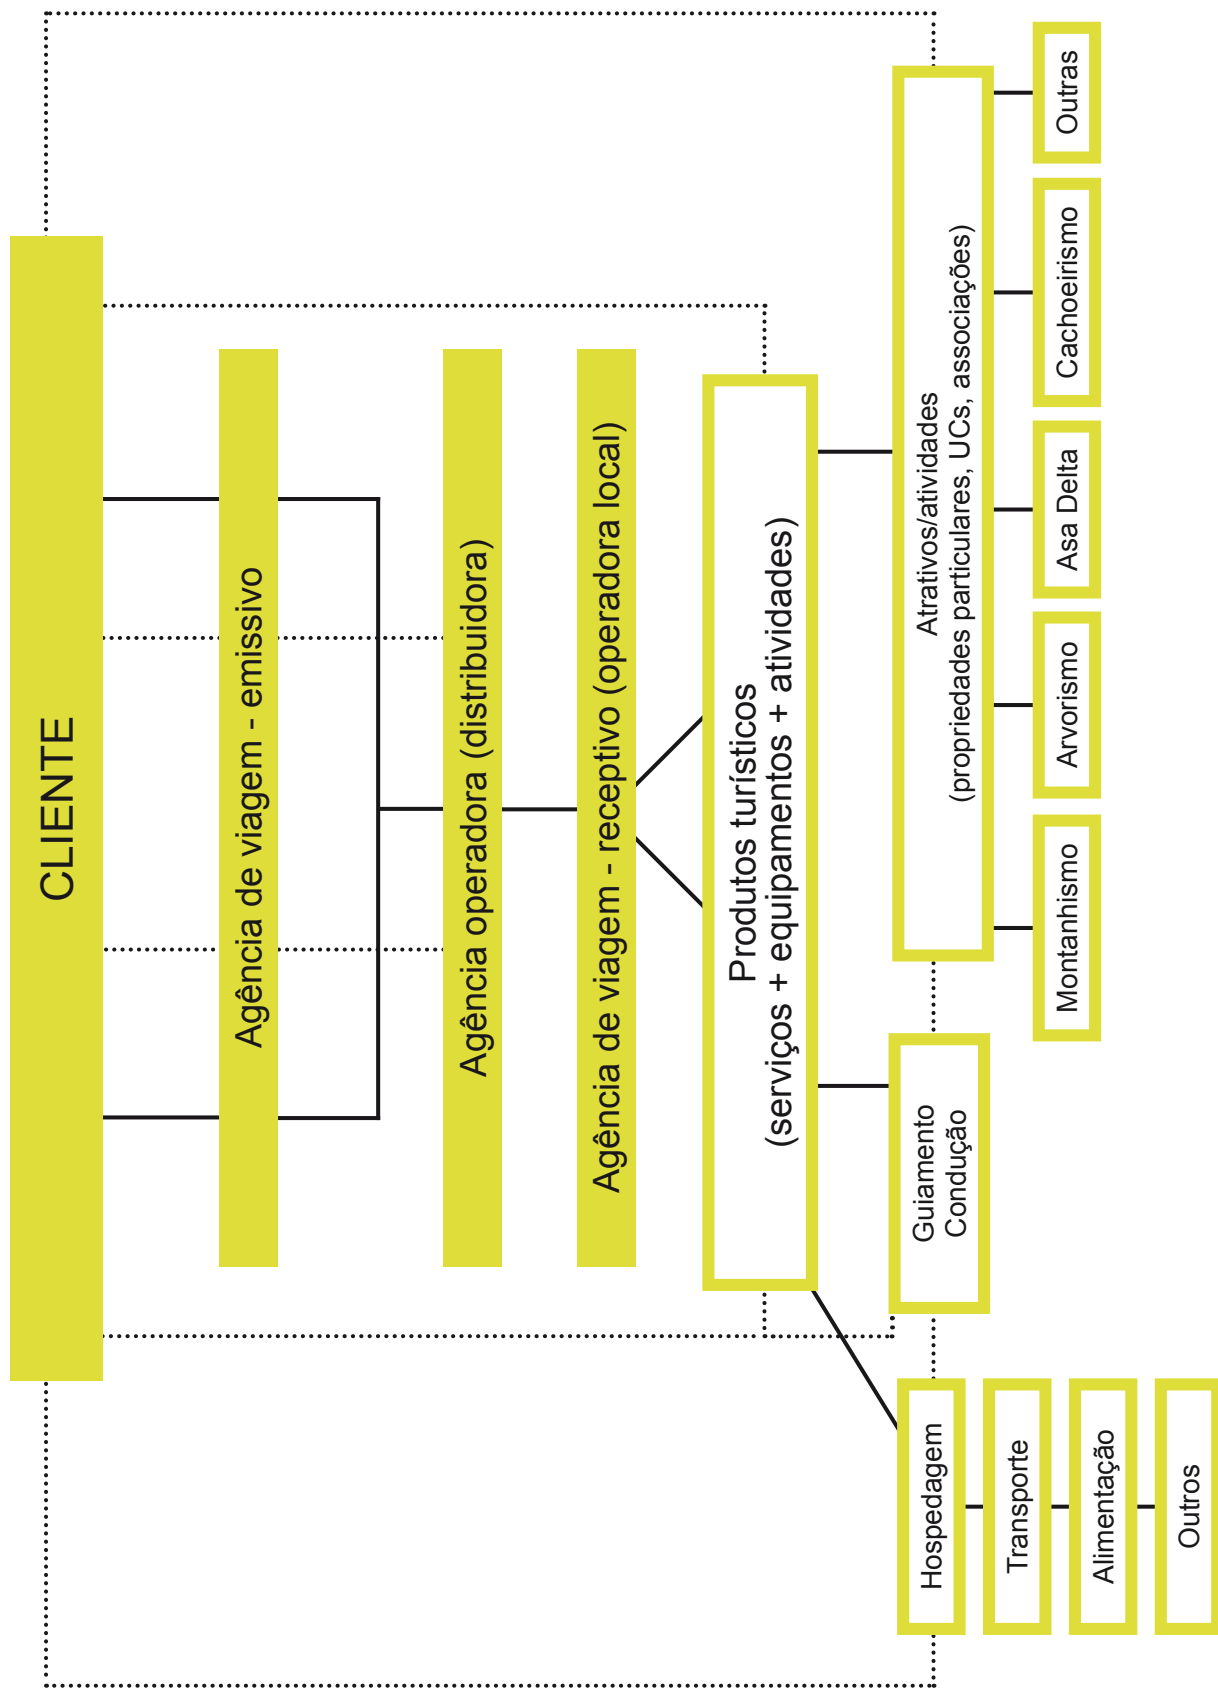 CLIENTE
Agência de viagem - emissivo
Agência operadora (distribuidora)
Agência de viagem - receptivo (operadora local)
Produtos turísticos
(serviços + equipamentos + atividades)
Hospedagem
Transporte
Alimentação
Outros
Guiamento
Condução
Atrativos/atividades
(propriedades particulares, UCs, associações)
Montanhismo
Arvorismo
Asa Delta
Cachoeirismo
Outras